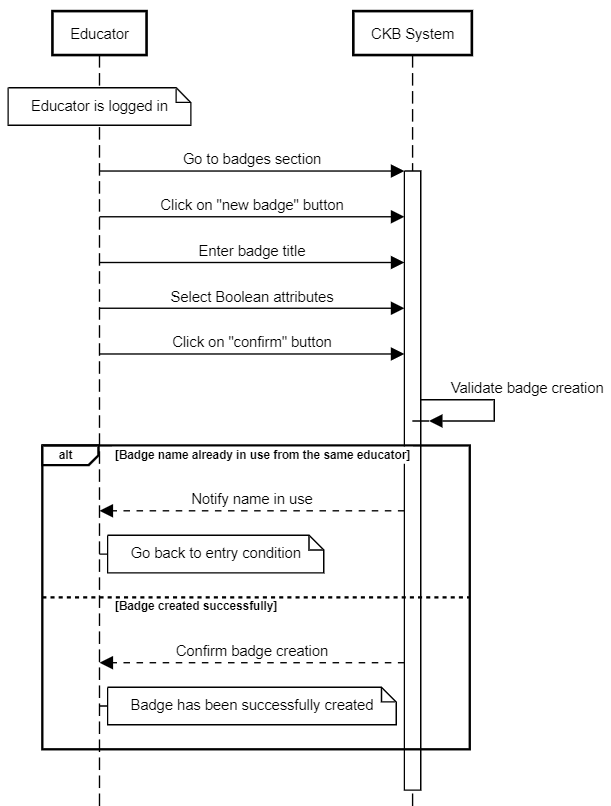 Educator
CKB System
Educator is logged in
Go to badges section
Click on "new badge" button
Enter badge title
Select Boolean attributes
Click on "confirm" button
Validate badge creation
alt
[Badge name already in use from the same educator]
Notify name in use
Go back to entry condition
[Badge created successfully]
Confirm badge creation
Badge has been successfully created